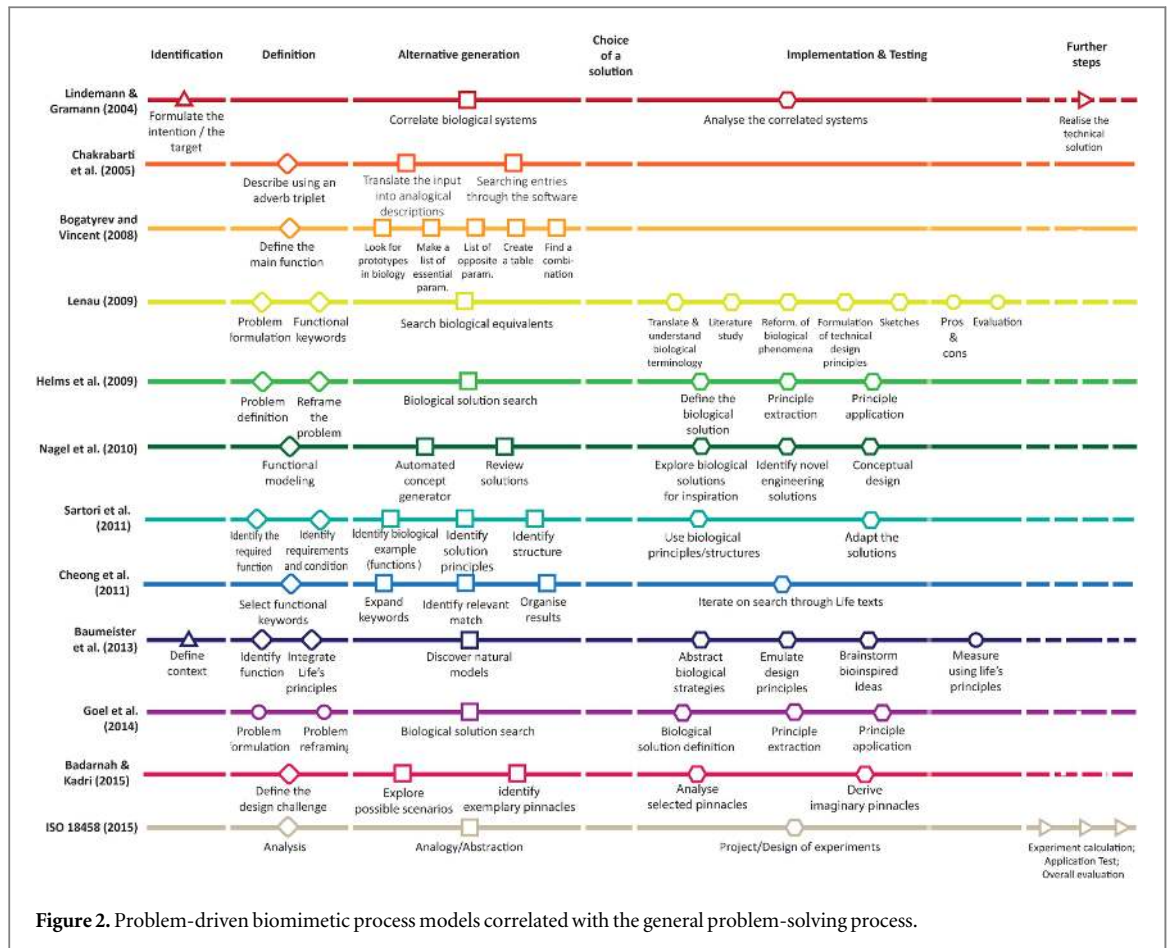 Identification
Definition
Alternative generation
Choice
of a
solution
Implementation & Testing
Further
steps
Lindemann &
Gramann (2004)
Formulate the
intention / the
target
Correlate biological systems
Analyse the correlated systems
Realise the
technical
solution
Chakrabarti
et al. (2005)
Describe using an
adverb triplet
Translate the input
into analogical
descriptions
Searching entries
through the software
Bogatyrev and
Vincent (2008)
Define the
main function
Look for
prototypes
in biology
Make a
list of
essential
param.
List of
opposite
param.
Create
a table
Find a
combi-
nation
Lenau (2009)
Problem
formulation
Functional
keywords
Search biological equivalents
Translate &
understand
biological
terminology
Literature
study
Reform. of
biological
phenomena
Formulation
of technical
design
principles
Sketches
Pros
&
cons
Evaluation
Helms et al. (2009)
Problem
definition
Reframe
the
problem
Biological solution search
Define the
biological
solution
Principle
extraction
Principle
application
Nagel et al. (2010)
Functional
modeling
Automated
concept
generator
Review
solutions
Explore biological
solutions
for inspiration
Identify novel
engineering
solutions
Conceptual
design
Sartori et al.
(2011)
Identify the
required
function
Identify
requirements
and condition
Identify biological
example
(functions )
Identify
solution
principles
Identify
structure
Use biological
principles/structures
Adapt the
solutions
Cheong et al.
(2011)
Select functional
keywords
Expand
keywords
Identify relevant
match
Organise
results
Iterate on search through Life texts
Baumeister
et al. (2013)
Define
context
Identify
function
Integrate
Life's
principles
Discover natural
models
Abstract
biological
strategies
Emulate
design
principles
Brainstorm
bioinspired
ideas
Measure
using life's
principles
Goel et al.
(2014)
Problem
formulation
Problem
reframing
Biological solution search
Biological
solution definition
Principle
extraction
Principle
application
Badarnah &
Kadri (2015)
Define the
design challenge
Explore
possible scenarios
identify
exemplary pinnacles
Analyse
selected pinnacles
Derive
imaginary pinnacles
ISO 18458 (2015)
Analysis
Analogy/Abstraction
Project/Design of experiments
Experiment calculation;
Application Test;
Overall evaluation
Figure 2. Problem-driven biomimetic process models correlated with the general problem-solving process.